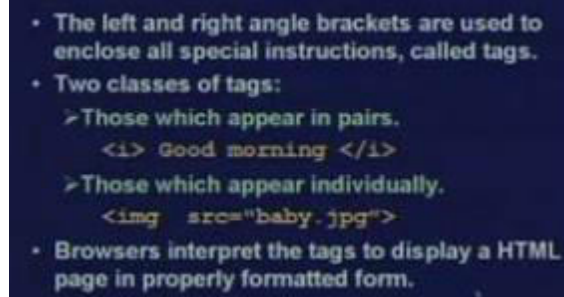 • The left and right angle brackets are used to
enclose all special instructions, called tags.
• Two classes of tags:
➢Those which appear in pairs.
<i> Good morning </i>
➢Those which appear individually.
<img src="baby.jpg">
• Browsers interpret the tags to display a HTML
page in properly formatted form.